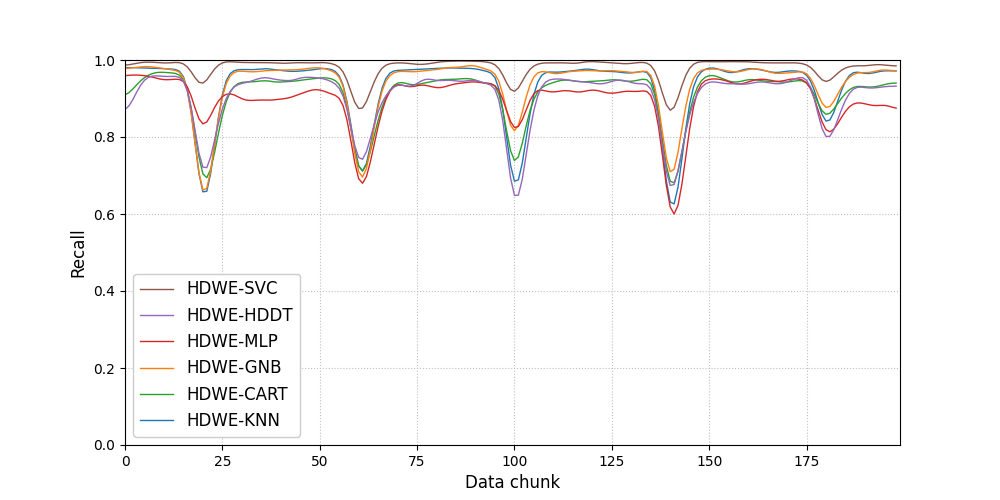 1.0
0.8
0.6
0.4
0.2
0.0
Recall
HDWE-SVC
HDWE-HDDT
HDWE-MLP
HDWE-GNB
HDWE-CART
HDWE-KNN
0 25 50 75 100 125 150 175
Data chunk